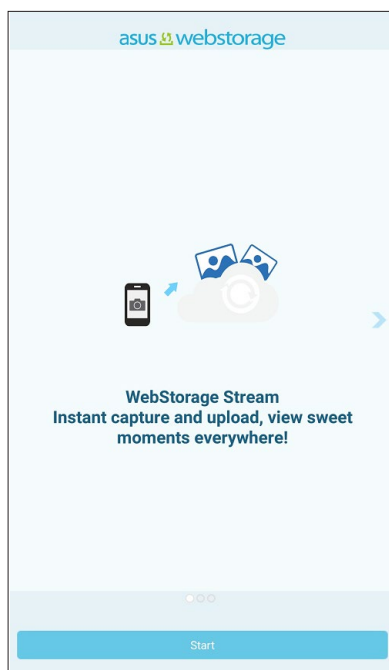 asus webstorage
WebStorage Stream
Instant capture and upload, view sweet
moments everywhere!
Start